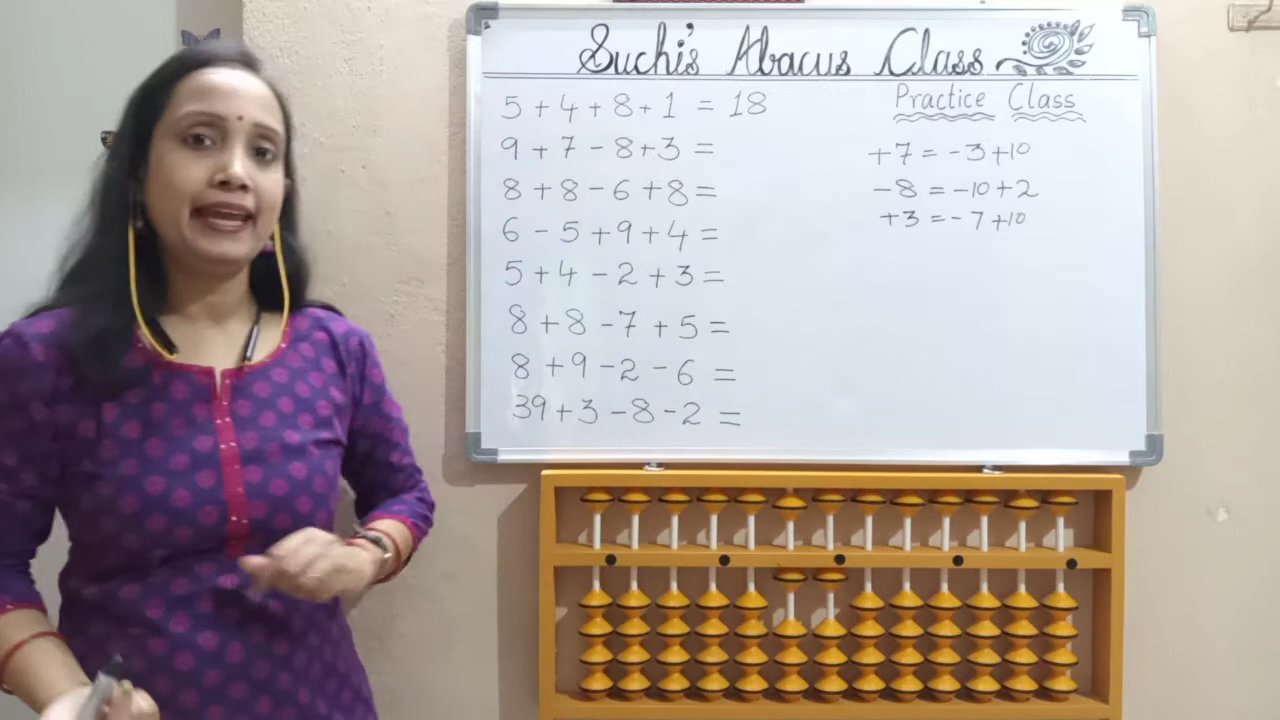 Suchi's Abacus Class
Practice Class
5 + 4 + 8 + 1 = 18
9 + 7 - 8 + 3 =
8 + 8 - 6 + 8 =
6 - 5 + 9 + 4 =
5 + 4 - 2 + 3 =
8 + 8 - 7 + 5 =
8 + 9 - 2 - 6 =
39 + 3 - 8 - 2 =
+7 = -3 +10
-8 = -10 + 2
+3 = -7 +10